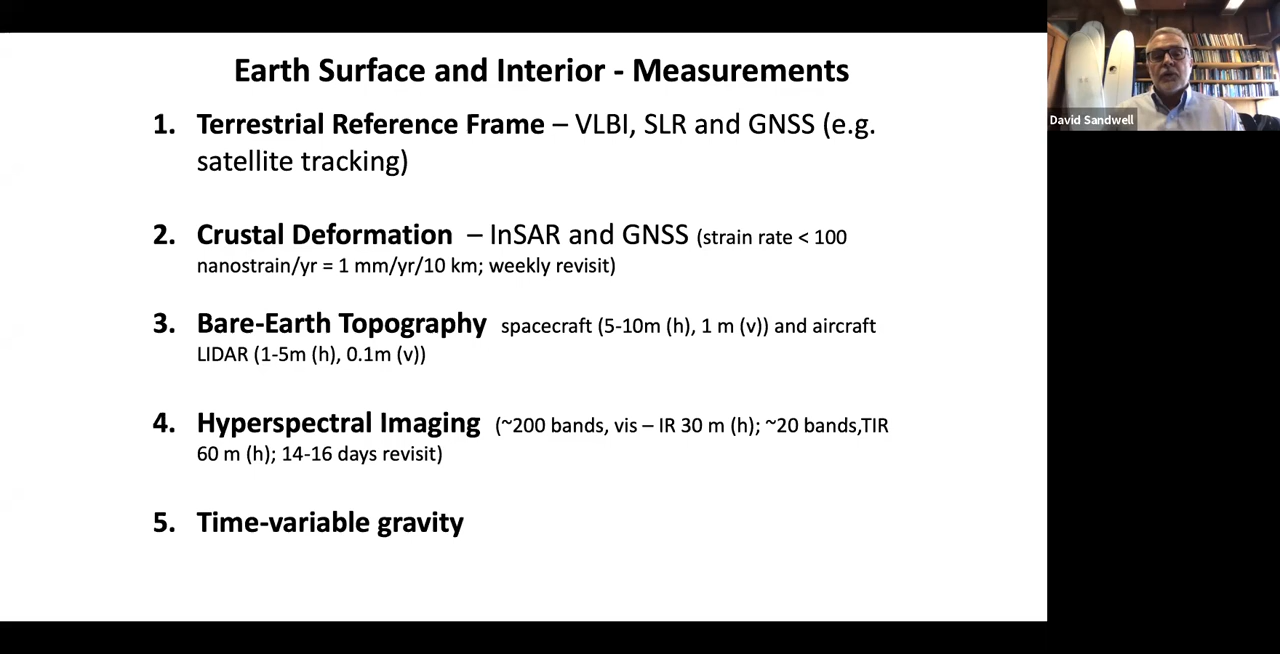 Earth Surface and Interior - Measurements
1. Terrestrial Reference Frame – VLBI, SLR and GNSS (e.g.
satellite tracking)
2. Crustal Deformation – InSAR and GNSS (strain rate < 100
nanostrain/yr = 1 mm/yr/10 km; weekly revisit)
3. Bare-Earth Topography spacecraft (5-10m (h), 1 m (v)) and aircraft
LIDAR (1-5m (h), 0.1m (v))
4. Hyperspectral Imaging (~200 bands, vis – IR 30 m (h); ~20 bands,TIR
60 m (h); 14-16 days revisit)
5. Time-variable gravity
David Sandwell